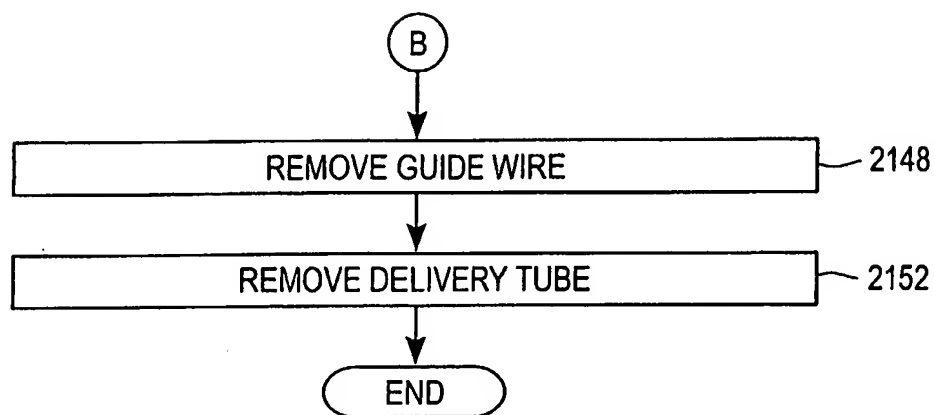 B
REMOVE GUIDE WIRE 2148
REMOVE DELIVERY TUBE 2152
END